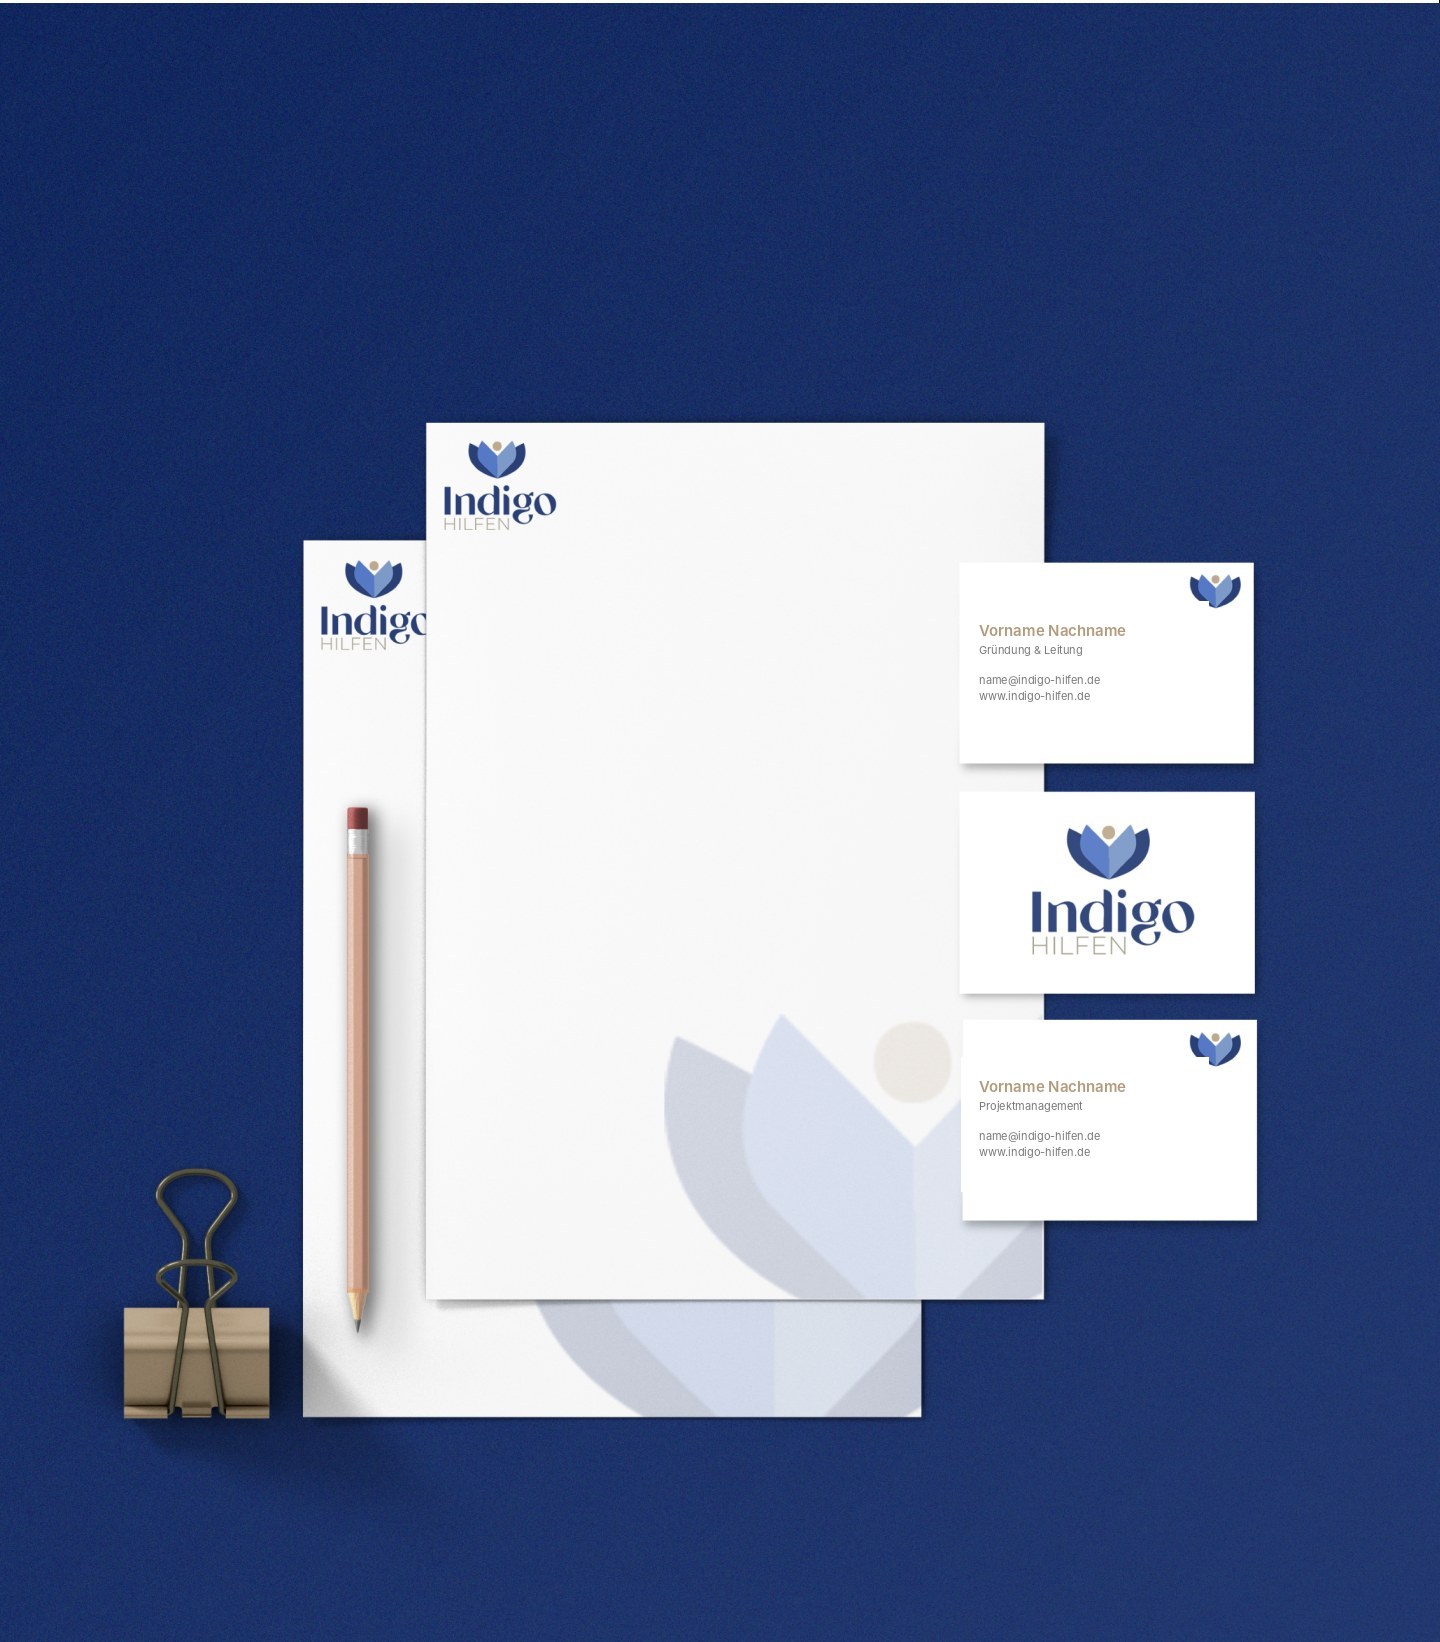 Indigo
HILFEN
Indigo
HILFEN
Vorname Nachname
Gründung & Leitung
name@indigo-hilfen.de
www.indigo-hilfen.de
Indigo
HILFEN
Vorname Nachname
Projektmanagement
name@indigo-hilfen.de
www.indigo-hilfen.de